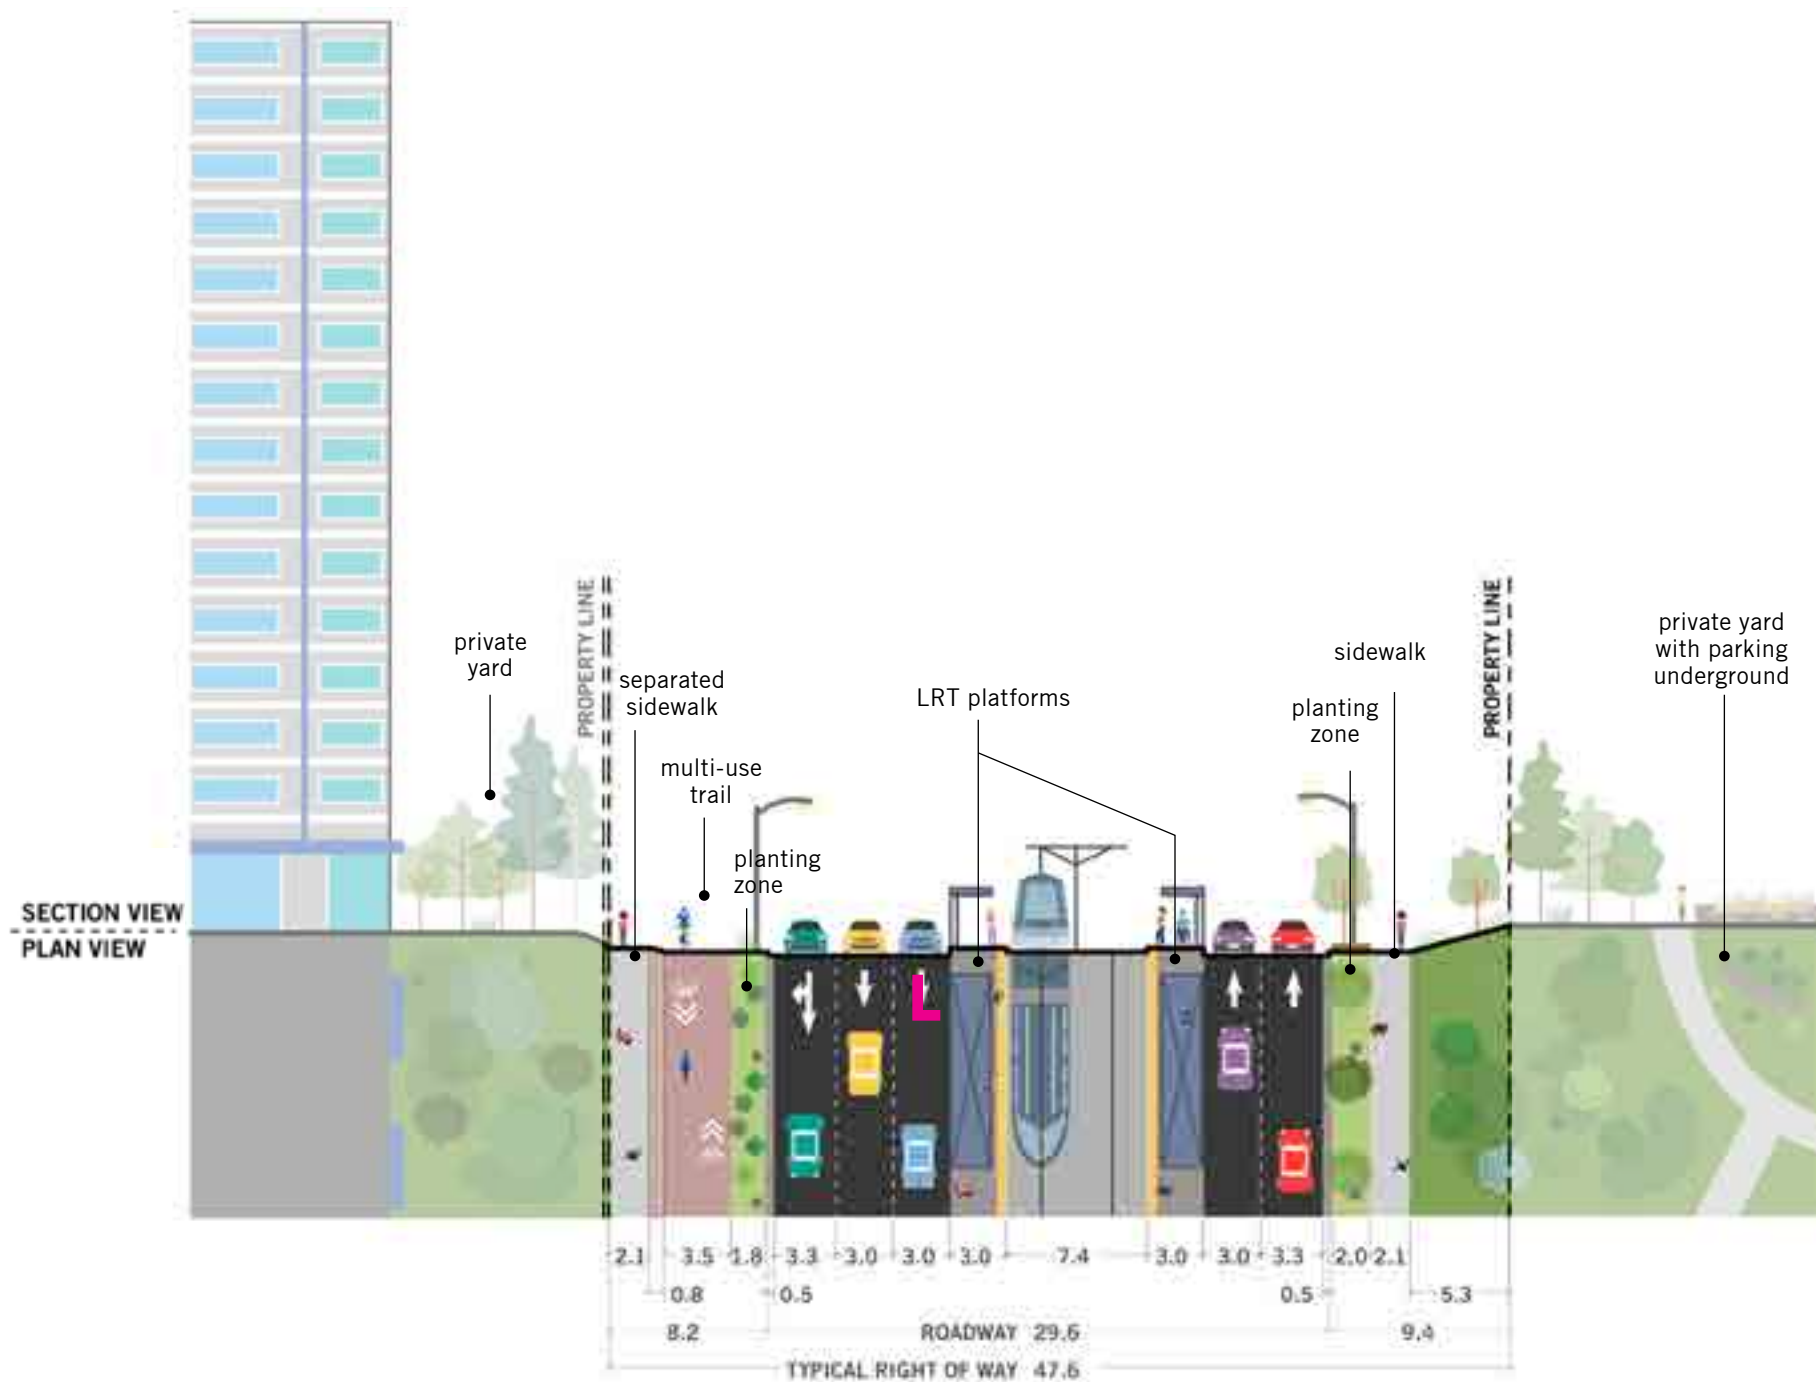 private
yard
PROPERTY LINE
separated
sidewalk
multi-use
trail
planting
zone
LRT platforms
sidewalk
planting
zone
PROPERTY LINE
private yard
with parking
underground
SECTION VIEW
PLAN VIEW
L
2.1 3.5 1.8 3.3 3.0 3.0 3.0 7.4 3.0 3.0 3.3 2.0 2.1
0.8 0.5 0.5 5.3
8.2 ROADWAY 29.6 9.4
TYPICAL RIGHT OF WAY 47.6